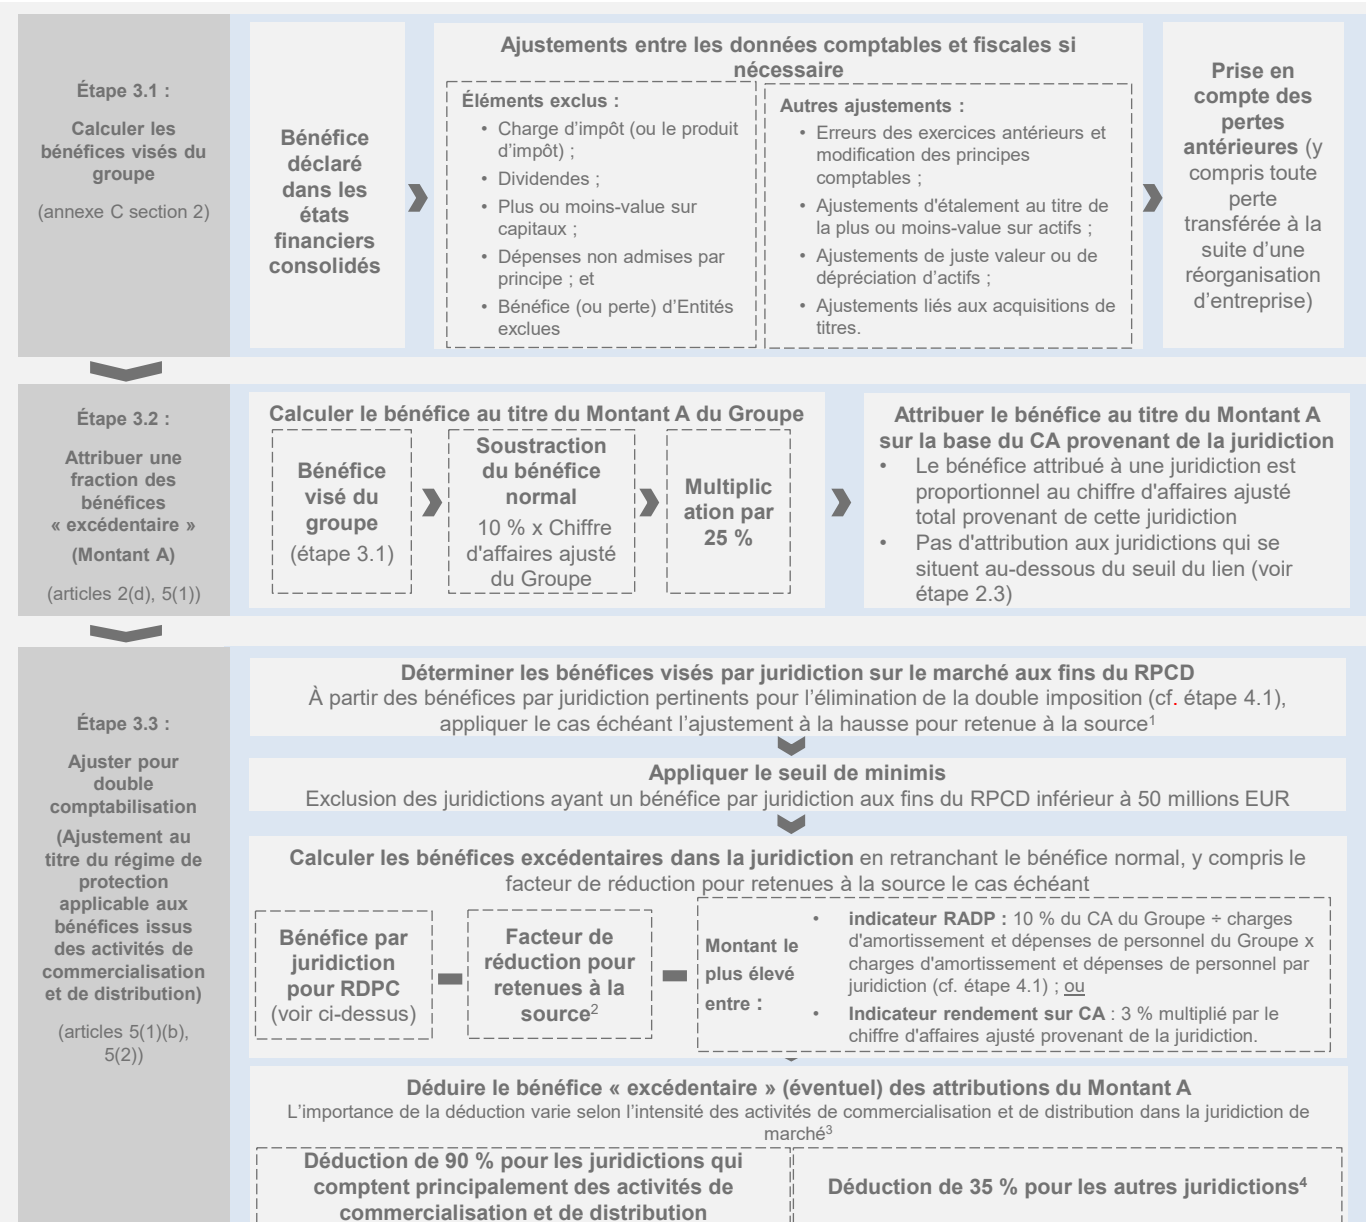 Étape 3.1 :
Calculer les
bénéfices visés du
groupe
(annexe C section 2)
Bénéfice
déclaré
dans les
états
financiers
consolidés
Ajustements entre les données comptables et fiscales si
nécessaire
Éléments exclus :
• Charge d'impôt (ou le produit
d'impôt) ;
• Dividendes ;
• Plus ou moins-value sur
capitaux ;
• Dépenses non admises par
principe ; et
• Bénéfice (ou perte) d'Entités
exclues
Autres ajustements :
• Erreurs des exercices antérieurs et
modification des principes
comptables ;
• Ajustements d'étalement au titre de
la plus ou moins-value sur actifs ;
• Ajustements de juste valeur ou de
dépréciation d'actifs ;
• Ajustements liés aux acquisitions de
titres.
Prise en
compte des
pertes
antérieures (y
compris toute
perte
transférée à la
suite d'une
réorganisation
d'entreprise)
Étape 3.2 :
Attribuer une
fraction des
bénéfices
« excédentaire »
(Montant A)
(articles 2(d), 5(1))
Calculer le bénéfice au titre du Montant A du Groupe
Bénéfice
visé du
groupe
(étape 3.1)
Soustraction
du bénéfice
normal
10 % x Chiffre
d'affaires ajusté
du Groupe
Multiplic
ation par
25 %
Attribuer le bénéfice au titre du Montant A
sur la base du CA provenant de la juridiction
• Le bénéfice attribué à une juridiction est
proportionnel au chiffre d'affaires ajusté
total provenant de cette juridiction
• Pas d'attribution aux juridictions qui se
situent au-dessous du seuil du lien (voir
étape 2.3)
Étape 3.3 :
Ajuster pour
double
comptabilisation
(Ajustement au
titre du régime de
protection
applicable aux
bénéfices issus
des activités de
commercialisation
et de distribution)
(articles 5(1)(b),
5(2))
Déterminer les bénéfices visés par juridiction sur le marché aux fins du RPCD
À partir des bénéfices par juridiction pertinents pour l'élimination de la double imposition (cf. étape 4.1),
appliquer le cas échéant l'ajustement à la hausse pour retenue à la source¹
Appliquer le seuil de minimis
Exclusion des juridictions ayant un bénéfice par juridiction aux fins du RPCD inférieur à 50 millions EUR
Calculer les bénéfices excédentaires dans la juridiction en retranchant le bénéfice normal, y compris le
facteur de réduction pour retenues à la source le cas échéant
Bénéfice par
juridiction
pour RDPC
(voir ci-dessus)
Facteur de
réduction pour
retenues à la
source²
Montant le
plus élevé
entre :
• indicateur RADP : 10 % du CA du Groupe ÷ charges
d'amortissement et dépenses de personnel du Groupe x
charges d'amortissement et dépenses de personnel par
juridiction (cf. étape 4.1) ; ou
• Indicateur rendement sur CA : 3 % multiplié par le
chiffre d'affaires ajusté provenant de la juridiction.
Déduire le bénéfice « excédentaire » (éventuel) des attributions du Montant A
L'importance de la déduction varie selon l'intensité des activités de commercialisation et de distribution dans la juridiction de
marché³
Déduction de 90 % pour les juridictions qui
comptent principalement des activités de
commercialisation et de distribution
Déduction de 35 % pour les autres juridictions⁴